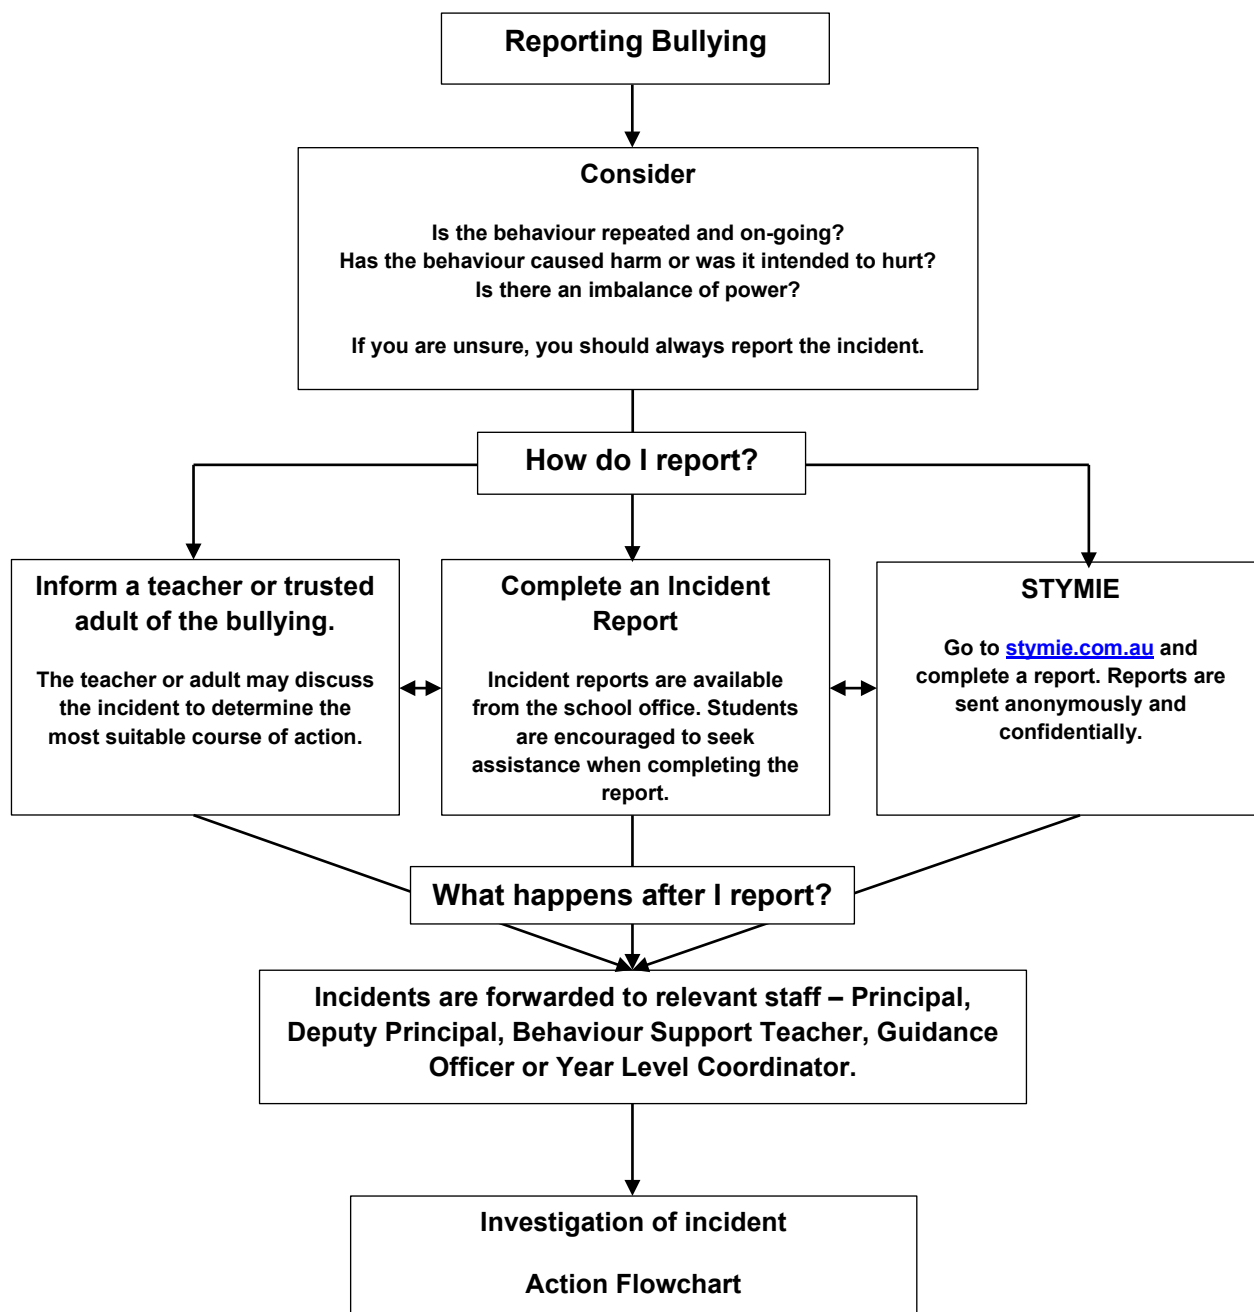 Reporting Bullying
Consider
Is the behaviour repeated and on-going?
Has the behaviour caused harm or was it intended to hurt?
Is there an imbalance of power?
If you are unsure, you should always report the incident.
How do I report?
Inform a teacher or trusted
adult of the bullying.
The teacher or adult may discuss
the incident to determine the
most suitable course of action.
Complete an Incident
Report
Incident reports are available
from the school office. Students
are encouraged to seek
assistance when completing the
report.
STYMIE
Go to stymie.com.au and
complete a report. Reports are
sent anonymously and
confidentially.
What happens after I report?
Incidents are forwarded to relevant staff – Principal,
Deputy Principal, Behaviour Support Teacher, Guidance
Officer or Year Level Coordinator.
Investigation of incident
Action Flowchart